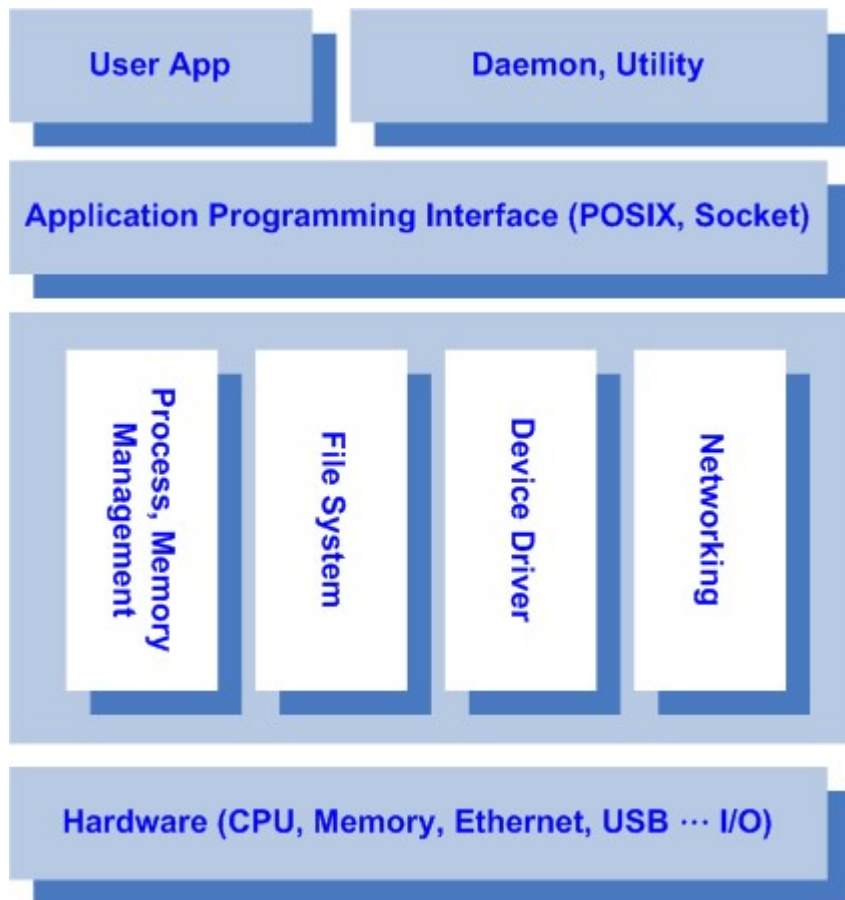 User App
Daemon, Utility
Application Programming Interface (POSIX, Socket)
Process, Memory
Management
File System
Device Driver
Networking
Hardware (CPU, Memory, Ethernet, USB ⋯ I/O)